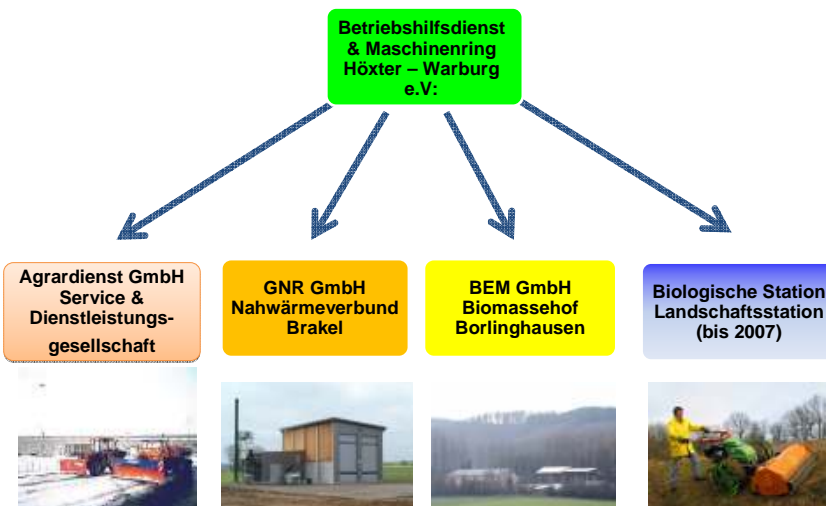 Betriebshilfsdienst
& Maschinenring
Höxter – Warburg
e.V:
Agrardienst GmbH
Service &
Dienstleistungs-
gesellschaft
GNR GmbH
Nahwärmeverbund
Brakel
BEM GmbH
Biomassehof
Borlinghausen
Biologische Station
Landschaftsstation
(bis 2007)